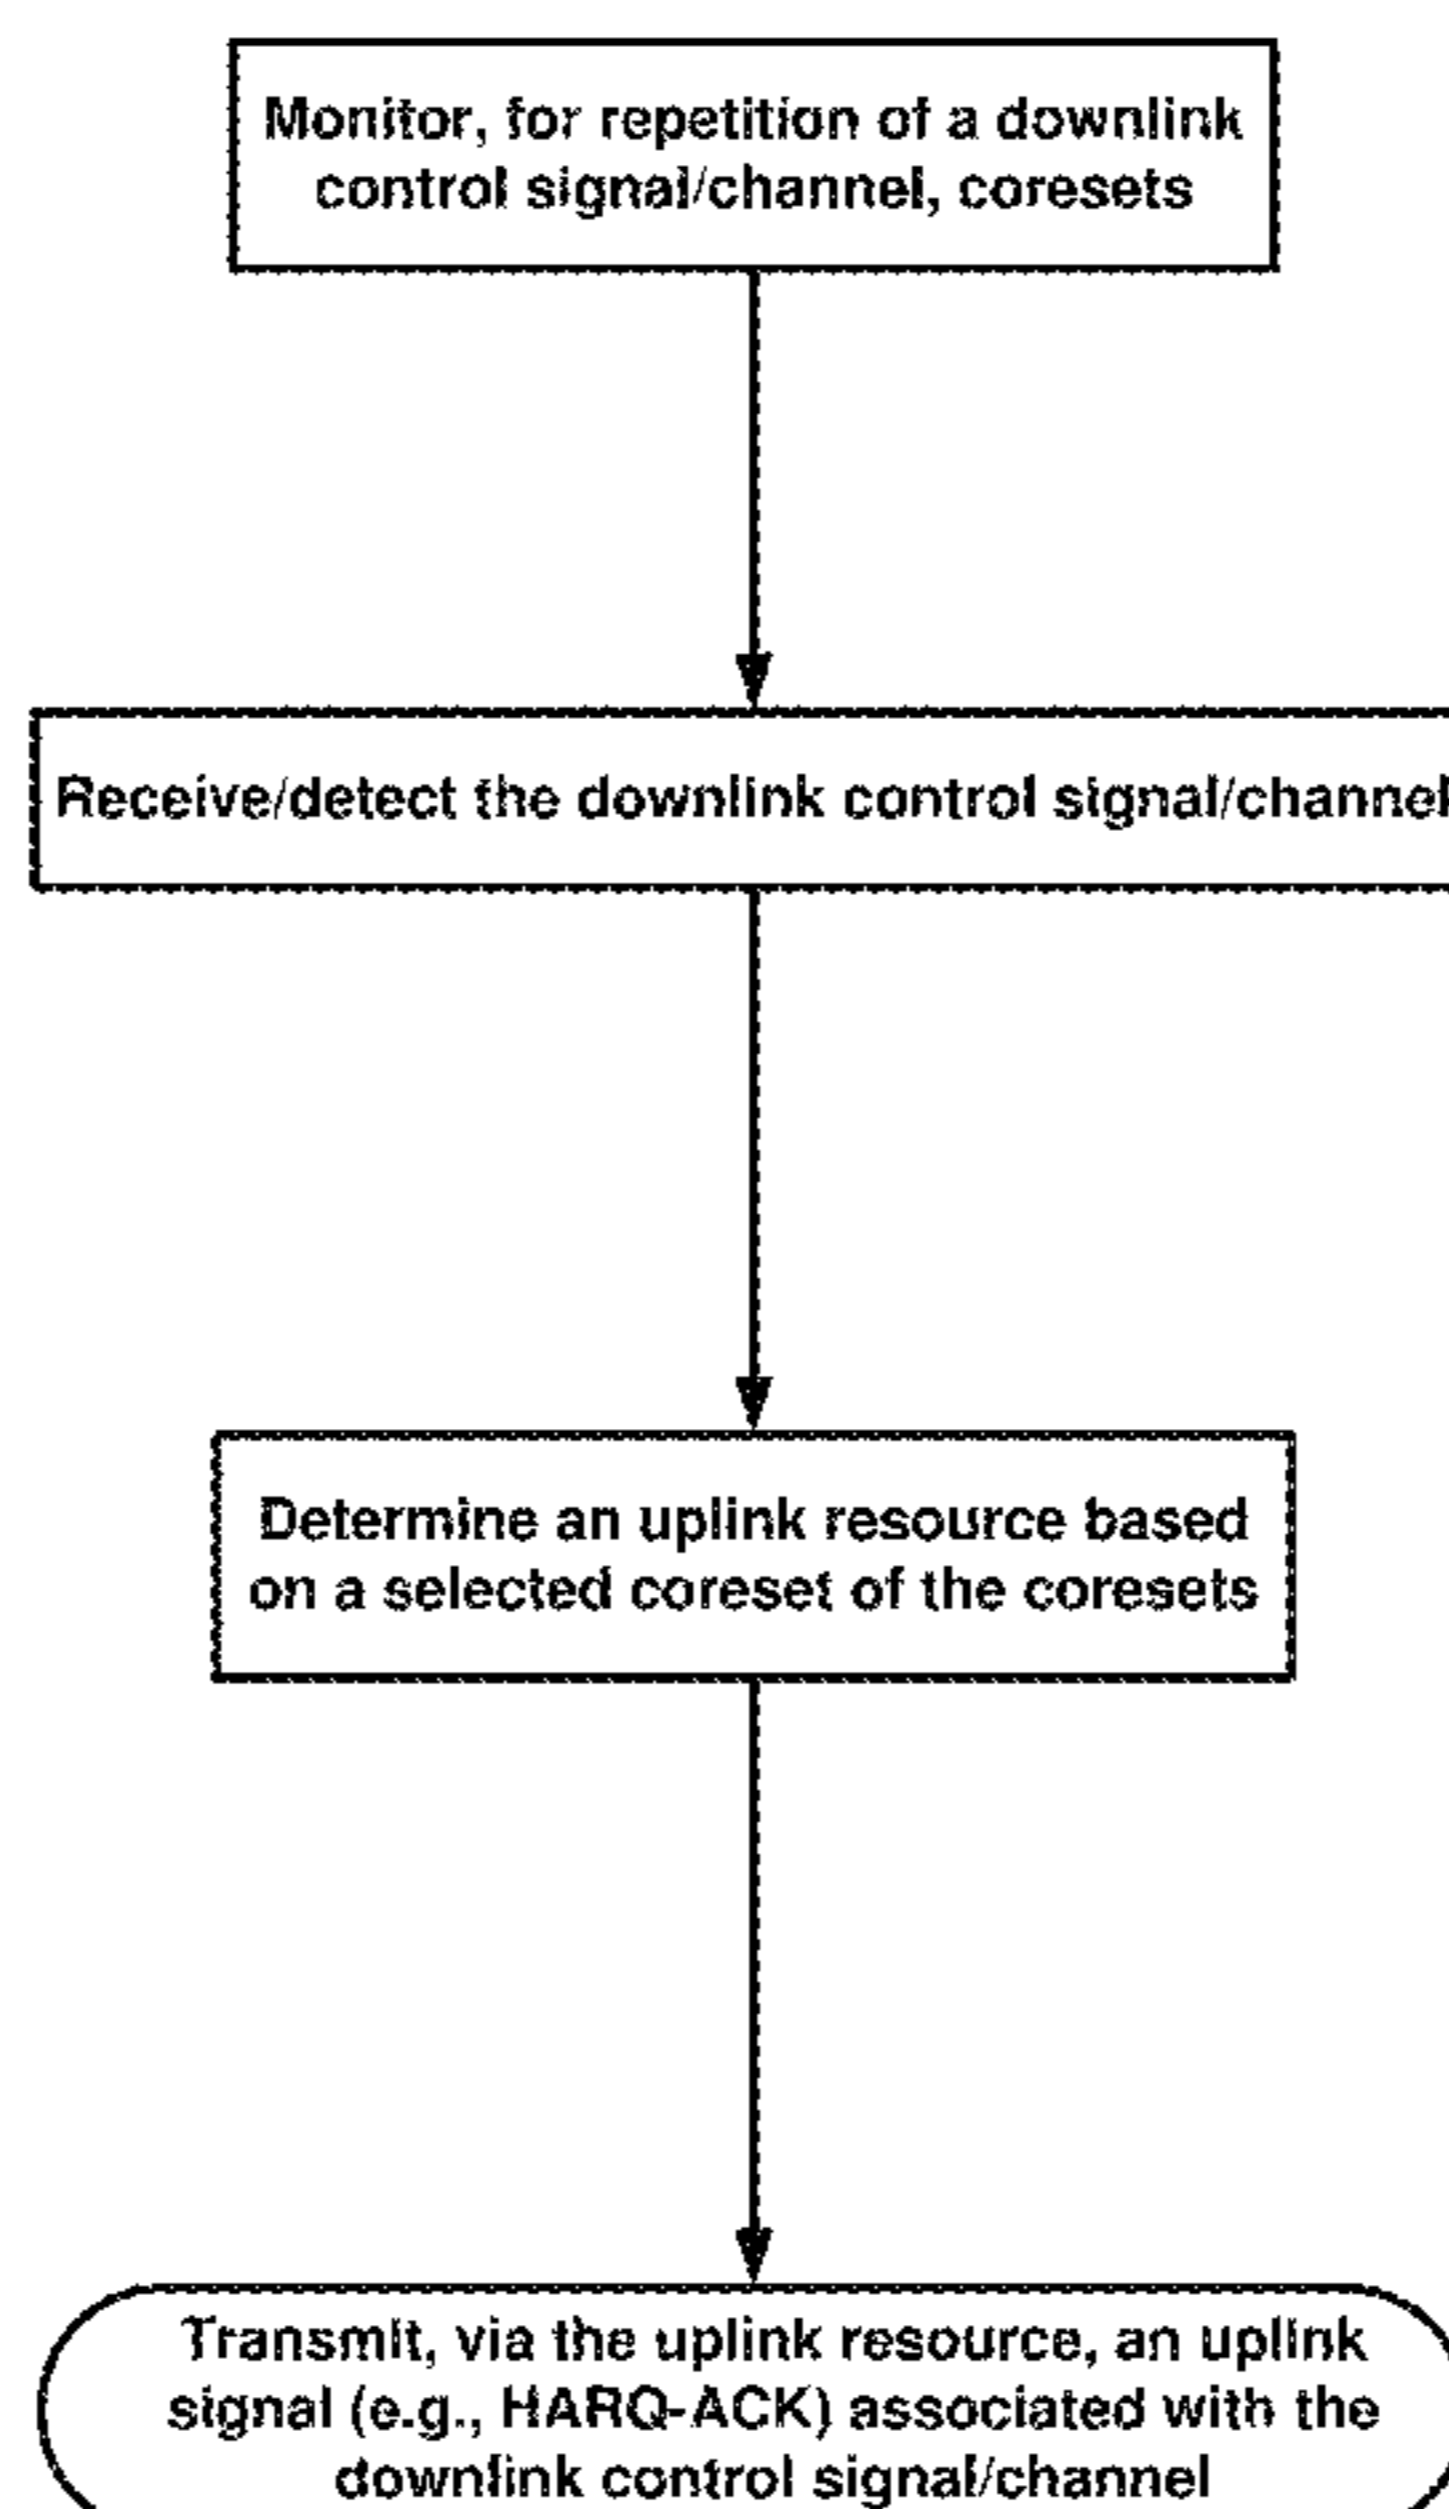 Monitor, for repetition of a downlink
control signal/channel, coresets
Receive/detect the downlink control signal/channel
Determine an uplink resource based
on a selected coreset of the coresets
Transmit, via the uplink resource, an uplink
signal (e.g., HARQ-ACK) associated with the
downlink control signal/channel